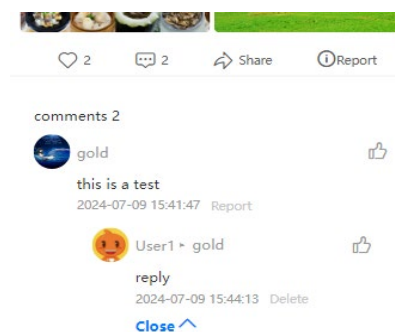 2 2 Share Report
comments 2
gold
this is a test
2024-07-09 15:41:47 Report
User1 ▸ gold
reply
2024-07-09 15:44:13 Delete
Close